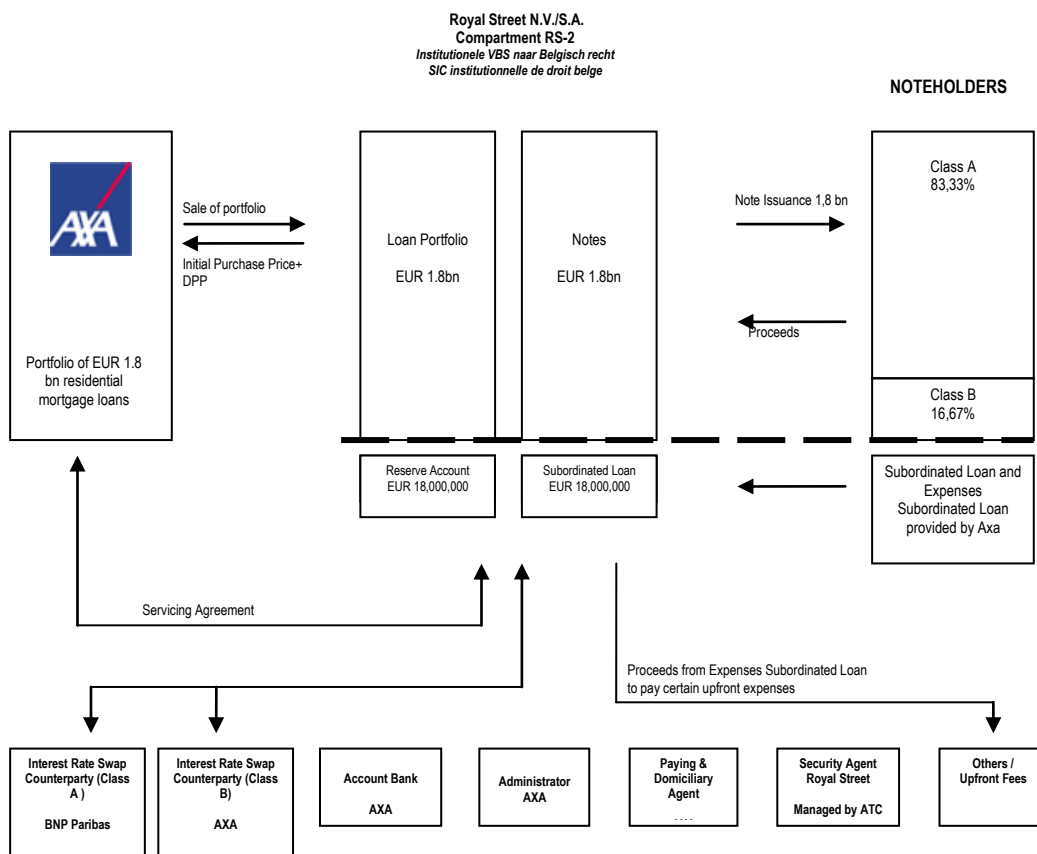 Royal Street N.V./S.A.
Compartment RS-2
Institutionele VBS naar Belgisch recht
SIC institutionnelle de droit belge
NOTEHOLDERS
AXA
Portfolio of EUR 1.8
bn residential
mortgage loans
Sale of portfolio
Initial Purchase Price+
DPP
Loan Portfolio
EUR 1.8bn
Notes
EUR 1.8bn
Note Issuance 1,8 bn
Proceeds
Class A
83,33%
Class B
16,67%
Reserve Account
EUR 18,000,000
Subordinated Loan
EUR 18,000,000
Subordinated Loan and
Expenses
Subordinated Loan
provided by Axa
Servicing Agreement
Proceeds from Expenses Subordinated Loan
to pay certain upfront expenses
Interest Rate Swap
Counterparty (Class
A )
BNP Paribas
Interest Rate Swap
Counterparty (Class
B)
AXA
Account Bank
AXA
Administrator
AXA
Paying &
Domiciliary
Agent
Security Agent
Royal Street
Managed by ATC
Others /
Upfront Fees